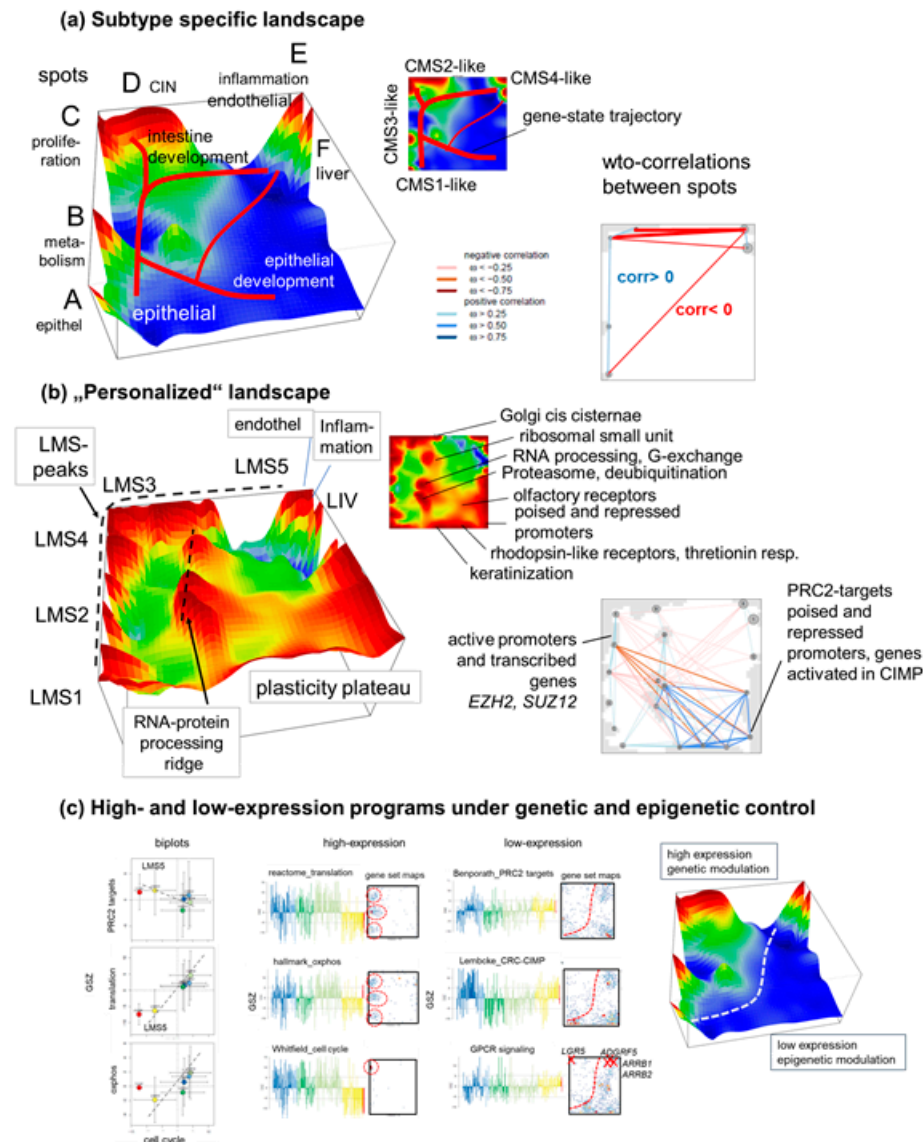 (a) Subtype specific landscape
spots
D
CIN
E
inflammation
endothelial
C
prolife-
ration
intestine
development
F
liver
B
meta-
bolism
epithelial
development
A
epithel
epithelial
CMS2-like
CMS4-like
CMS3-like
gene-state trajectory
CMS1-like
wto-correlations
between spots
negative correlation
ω < −0.25
ω < −0.50
ω < −0.75
positive correlation
ω > 0.25
ω > 0.50
ω > 0.75
corr> 0
corr< 0
(b) „Personalized“ landscape
LMS-
peaks
endothel
Inflam-
mation
LMS3
LMS5
LIV
LMS4
LMS2
LMS1
plasticity plateau
RNA-protein
processing
ridge
Golgi cis cisternae
ribosomal small unit
RNA processing, G-exchange
Proteasome, deubiquitination
olfactory receptors
poised and repressed
promoters
rhodopsin-like receptors, thretionin resp.
keratinization
active promoters
and transcribed
genes
EZH2, SUZ12
PRC2-targets
poised and
repressed
promoters, genes
activated in CIMP
(c) High- and low-expression programs under genetic and epigenetic control
biplots
high-expression
low-expression
LMS5
PRC2 targets
GSZ
translation
LMS5
oxphos
cell cycle
reactome_translation
gene set maps
hallmark_oxphos
GSZ
Whitfield_cell cycle
Benporath_PRC2 targets
gene set maps
Lembcke_CRC-CIMP
GSZ
GPCR signaling
LGR5
ADGRF5
ARRB1
ARRB2
high expression
genetic modulation
low expression
epigenetic modulation